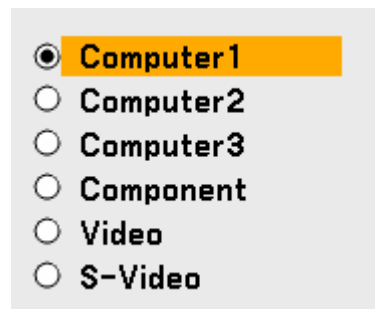 Computer1
Computer2
Computer3
Component
Video
S-Video